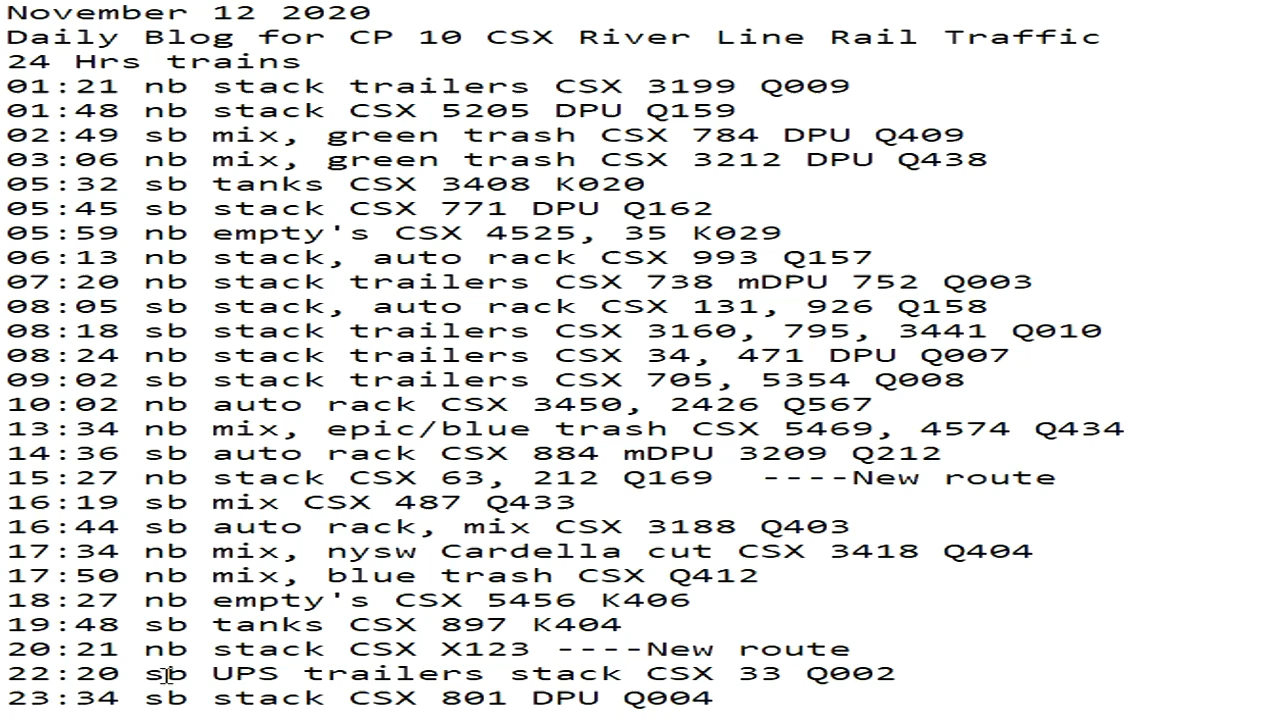 November 12 2020
Daily Blog for CP 10 CSX River Line Rail Traffic
24 Hrs trains
01:21 nb stack trailers CSX 3199 Q009
01:48 nb stack CSX 5205 DPU Q159
02:49 sb mix, green trash CSX 784 DPU Q409
03:06 nb mix, green trash CSX 3212 DPU Q438
05:32 sb tanks CSX 3408 K020
05:45 sb stack CSX 771 DPU Q162
05:59 nb empty's CSX 4525, 35 K029
06:13 nb stack, auto rack CSX 993 Q157
07:20 nb stack trailers CSX 738 mDPU 752 Q003
08:05 sb stack, auto rack CSX 131, 926 Q158
08:18 sb stack trailers CSX 3160, 795, 3441 Q010
08:24 nb stack trailers CSX 34, 471 DPU Q007
09:02 sb stack trailers CSX 705, 5354 Q008
10:02 nb auto rack CSX 3450, 2426 Q567
13:34 nb mix, epic/blue trash CSX 5469, 4574 Q434
14:36 sb auto rack CSX 884 mDPU 3209 Q212
15:27 nb stack CSX 63, 212 Q169  ----New route
16:19 sb mix CSX 487 Q433
16:44 sb auto rack, mix CSX 3188 Q403
17:34 nb mix, nysw Cardella cut CSX 3418 Q404
17:50 nb mix, blue trash CSX Q412
18:27 nb empty's CSX 5456 K406
19:48 sb tanks CSX 897 K404
20:21 nb stack CSX X123 ----New route
22:20 sb UPS trailers stack CSX 33 Q002
23:34 sb stack CSX 801 DPU Q004